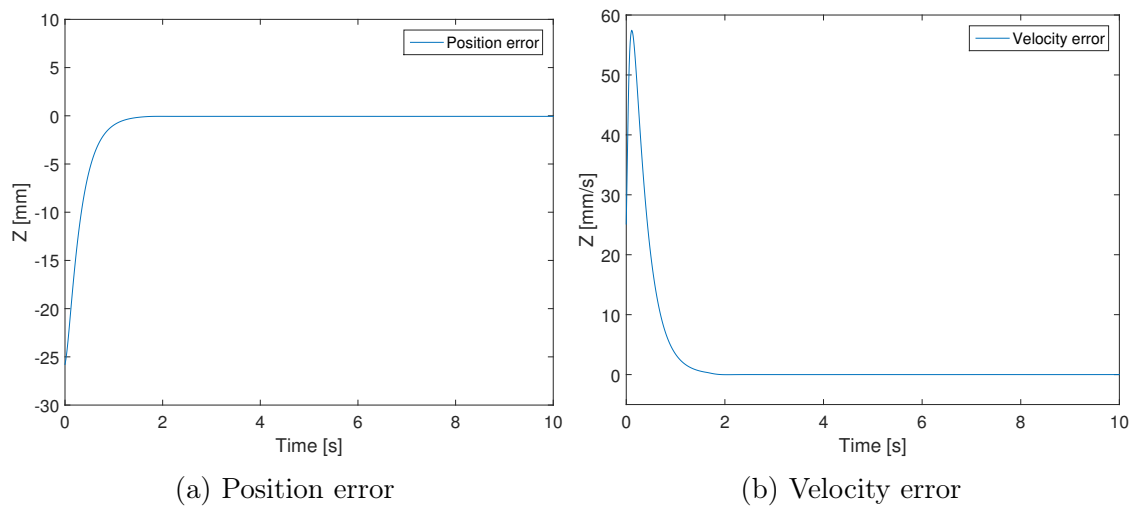 10
5
0
-5
-10
-15
-20
-25
-30
Z [mm]
Position error
0 2 4 6 8 10
Time [s]
(a) Position error
60
50
40
30
20
10
0
Z [mm/s]
Velocity error
0 2 4 6 8 10
Time [s]
(b) Velocity error